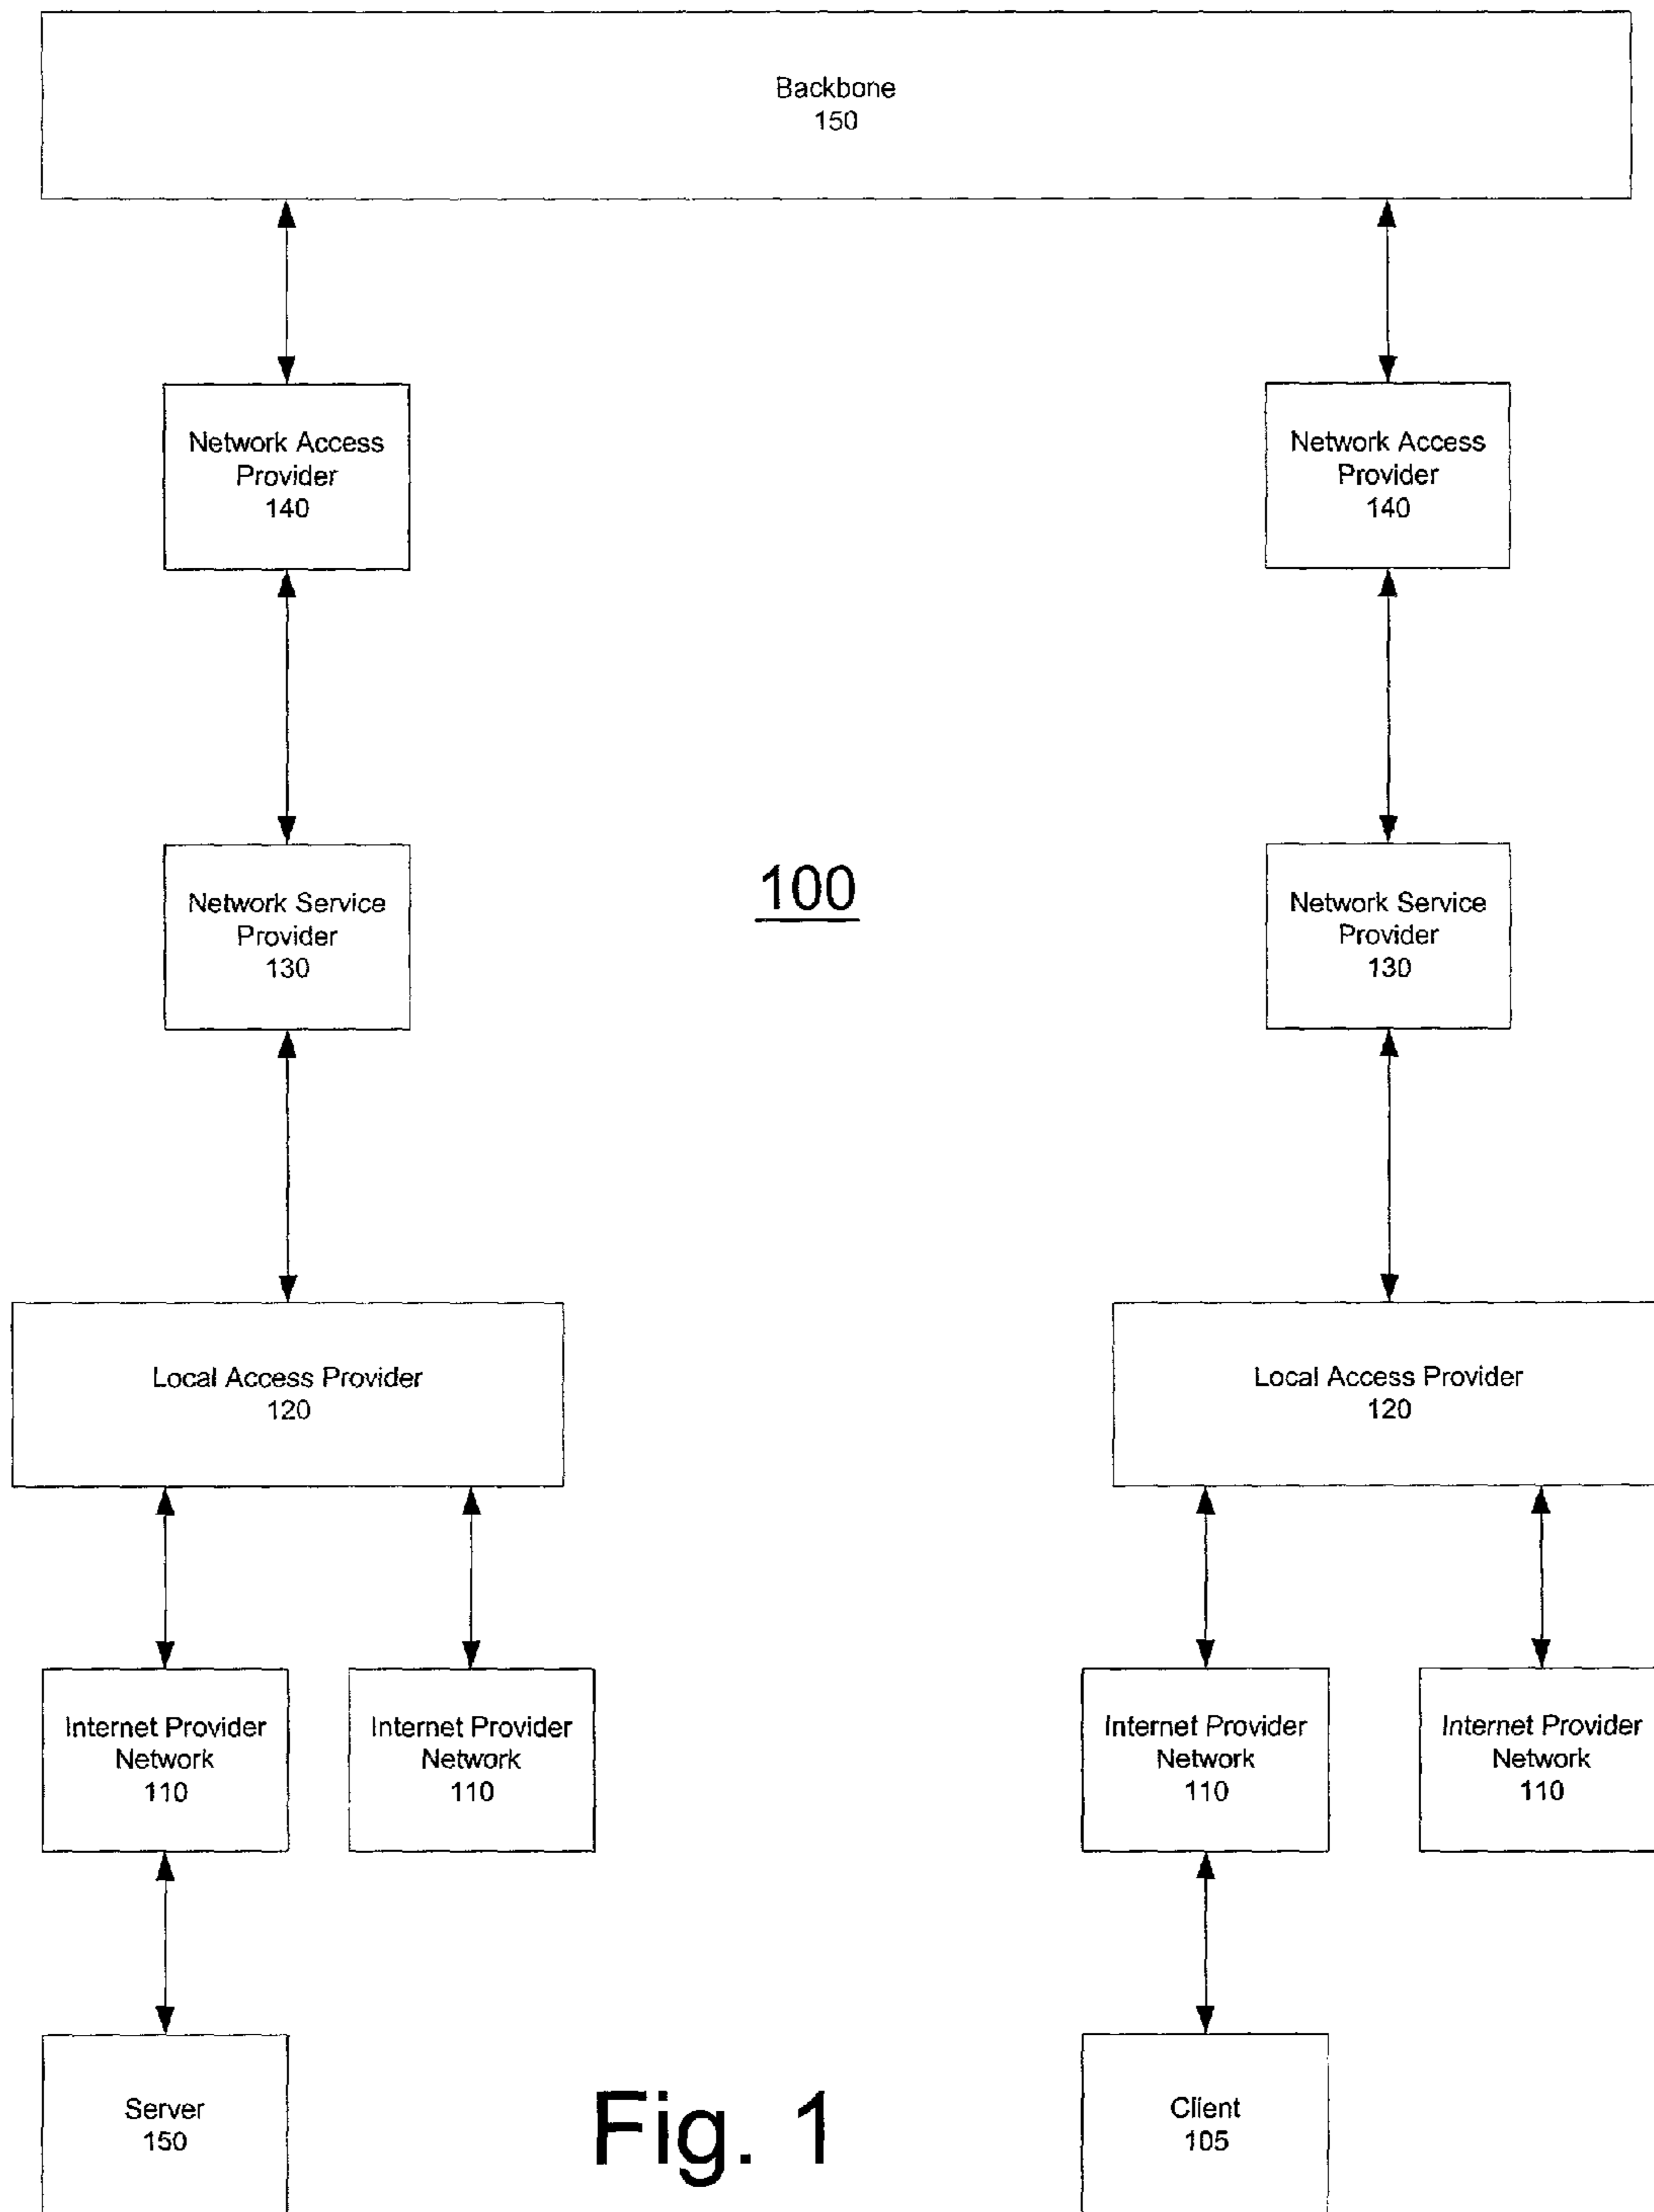 Backbone
150
Network Access
Provider
140
Network Access
Provider
140
Network Service
Provider
130
100
Network Service
Provider
130
Local Access Provider
120
Local Access Provider
120
Internet Provider
Network
110
Internet Provider
Network
110
Internet Provider
Network
110
Internet Provider
Network
110
Server
150
Fig. 1
Client
105